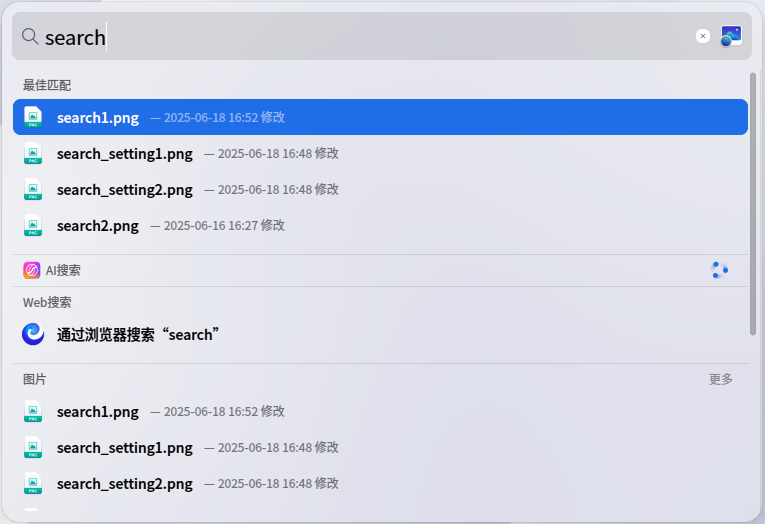 search
最佳匹配
search1.png — 2025-06-18 16:52 修改
search_setting1.png — 2025-06-18 16:48 修改
search_setting2.png — 2025-06-18 16:48 修改
search2.png — 2025-06-16 16:27 修改
AI搜索
Web搜索
通过浏览器搜索“search”
图片 更多
search1.png — 2025-06-18 16:52 修改
search_setting1.png — 2025-06-18 16:48 修改
search_setting2.png — 2025-06-18 16:48 修改